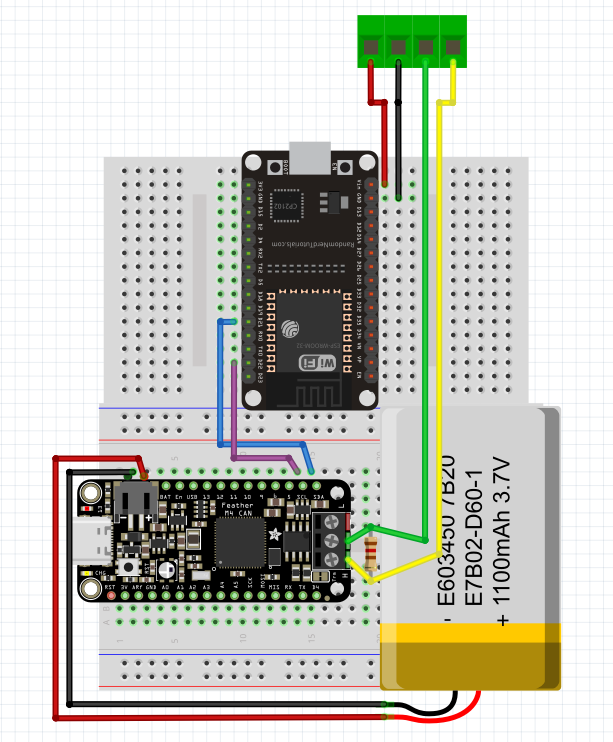 BOOT
EN
CP2102
RandomNerdTutorials.com
ESP-WROOM-32
WiFi
Vin GND D13 D12 D14 D27 D26 D25 D33 D32 D35 D34 VN VP EN
3V3 GND D15 D2 D4 RX2 TX2 D5 D18 D19 D21 RX0 TX0 D22 D23
BAT En USB 13 12 11 10 9 6 5 SCL SDA
Feather
M4 CAN
CHG
RST 3V ARV GND A0 A1 A2 A3 A4 A5 SCK MOSI MIS RX TX D4
L
H
5
A
B
1
5
10
15
- E603450 7B20
E7B02-D60-1
+ 1100mAh 3.7V